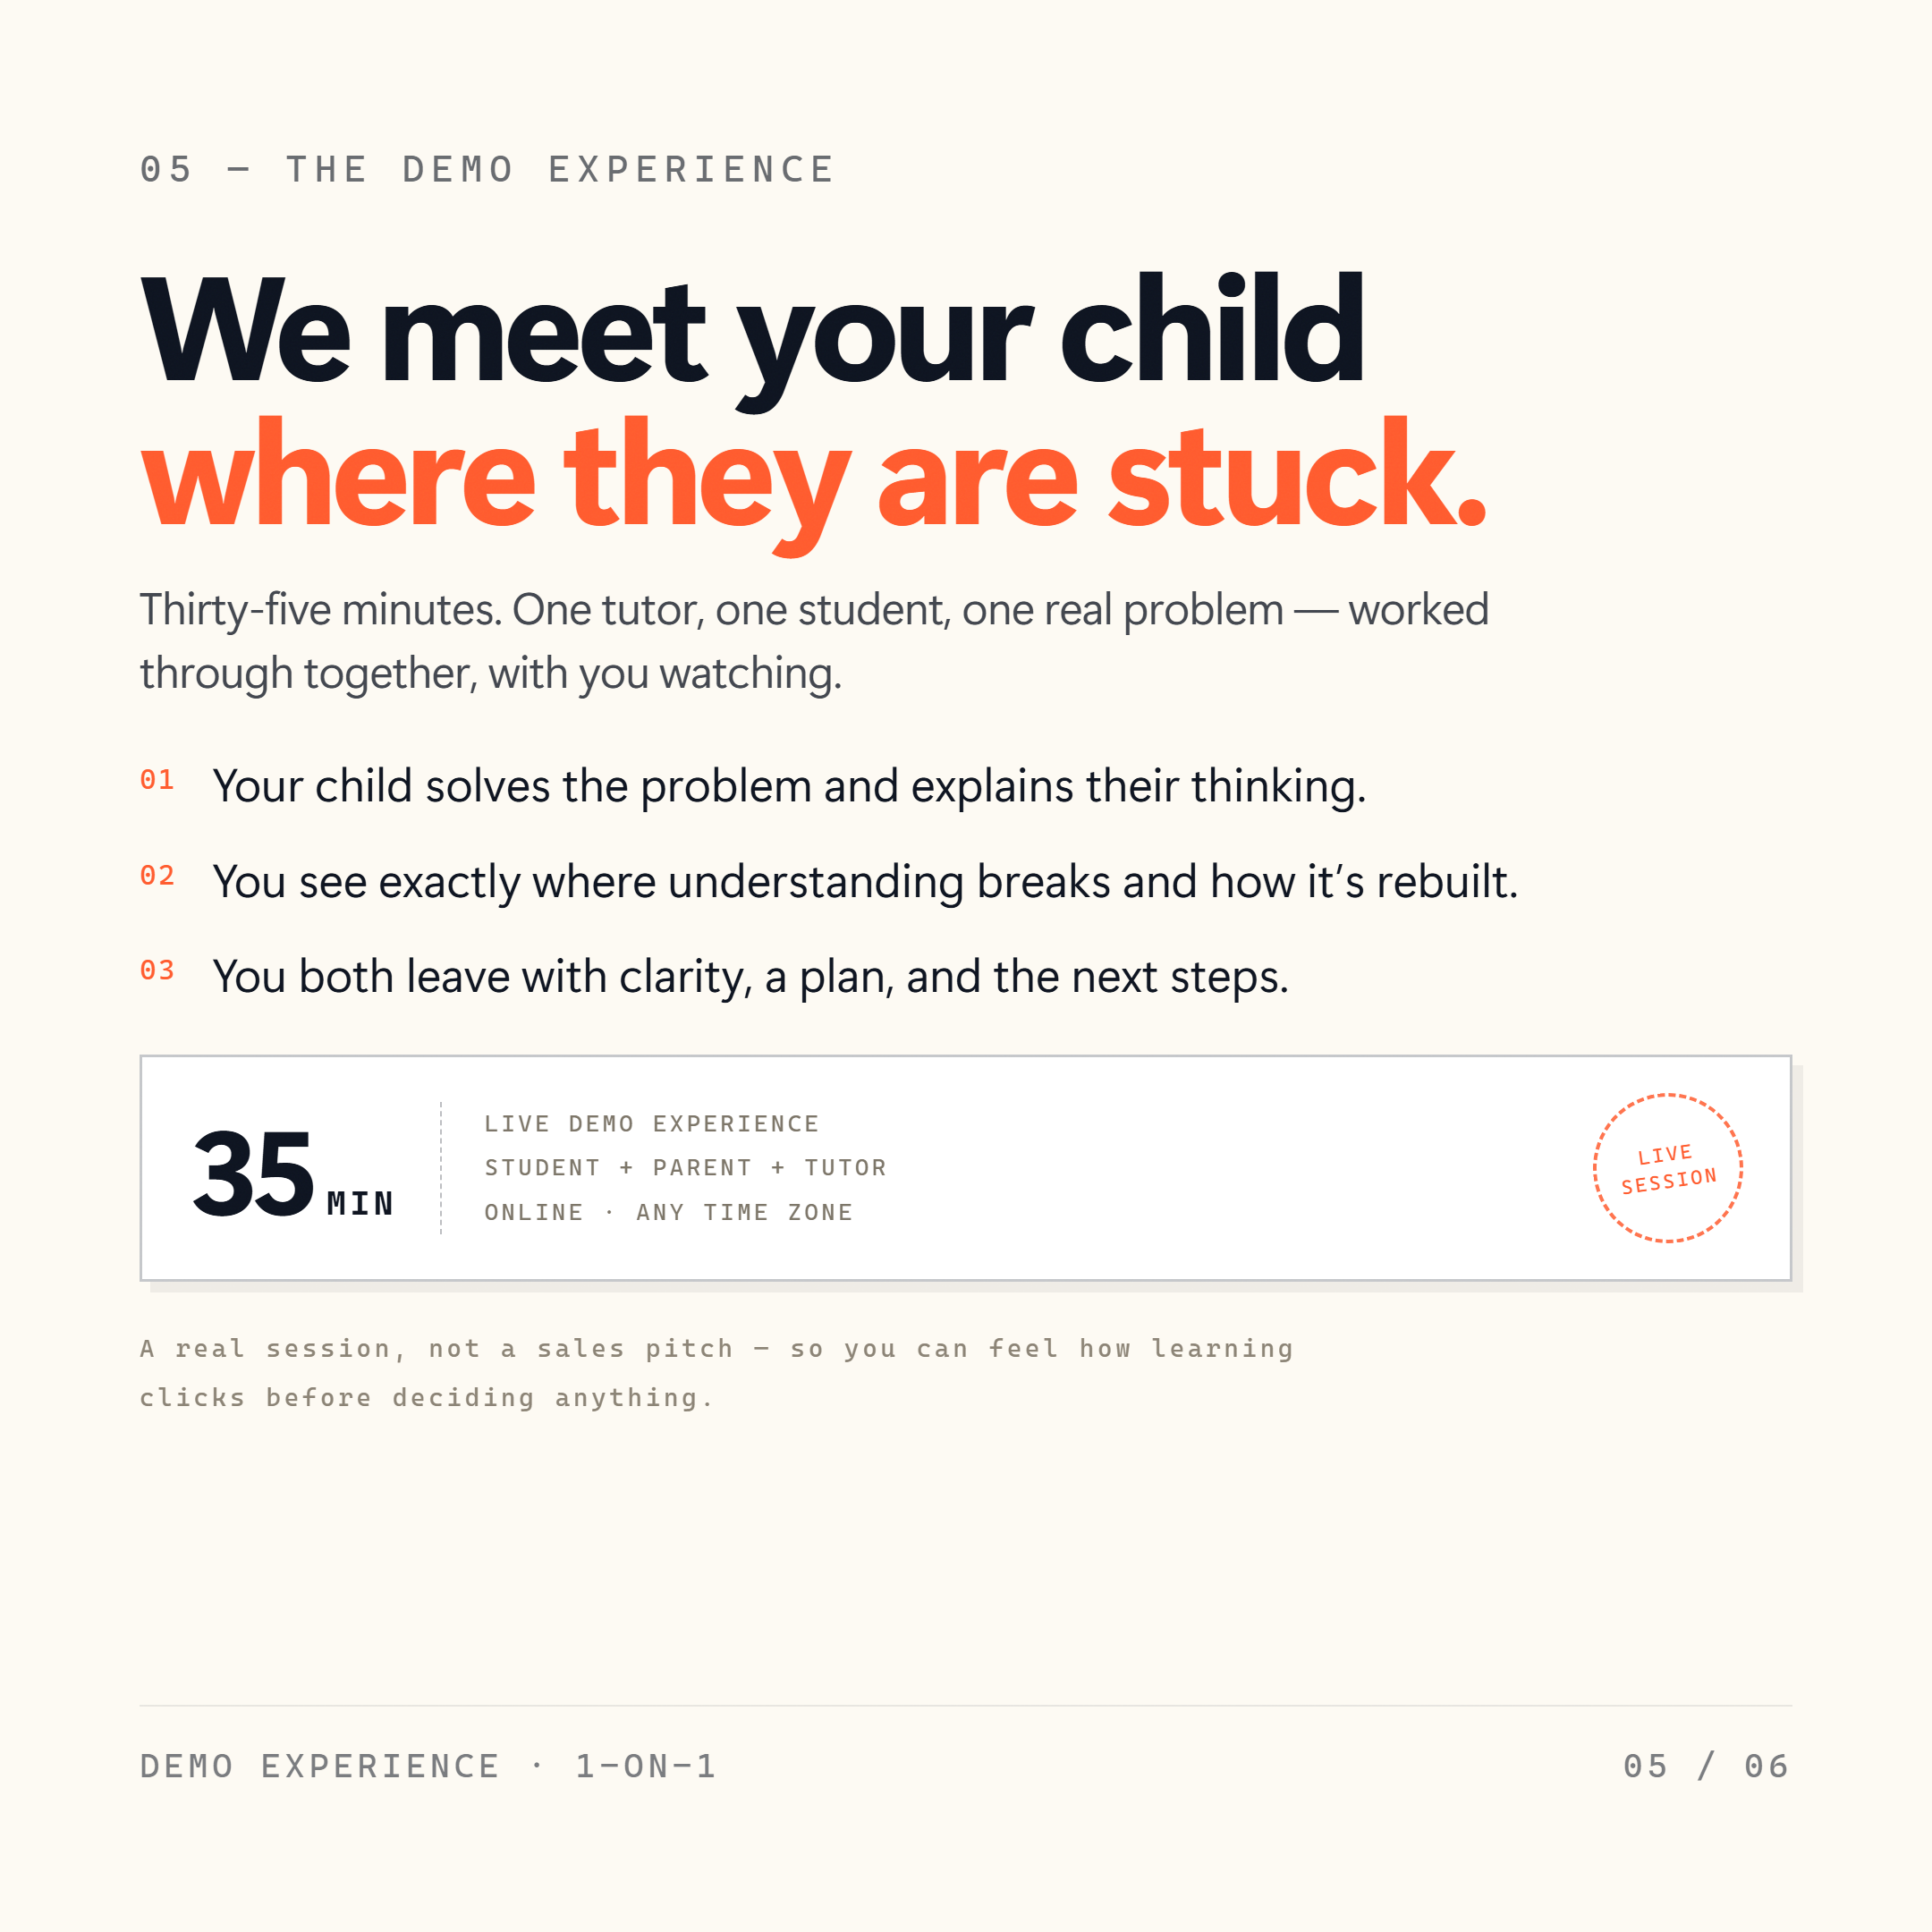 05 — THE DEMO EXPERIENCE
We meet your child
where they are stuck.
Thirty-five minutes. One tutor, one student, one real problem — worked
through together, with you watching.
01 Your child solves the problem and explains their thinking.
02 You see exactly where understanding breaks and how it’s rebuilt.
03 You both leave with clarity, a plan, and the next steps.
35 MIN
LIVE DEMO EXPERIENCE
STUDENT + PARENT + TUTOR
ONLINE · ANY TIME ZONE
LIVE
SESSION
A real session, not a sales pitch — so you can feel how learning
clicks before deciding anything.
DEMO EXPERIENCE · 1-ON-1
05 / 06